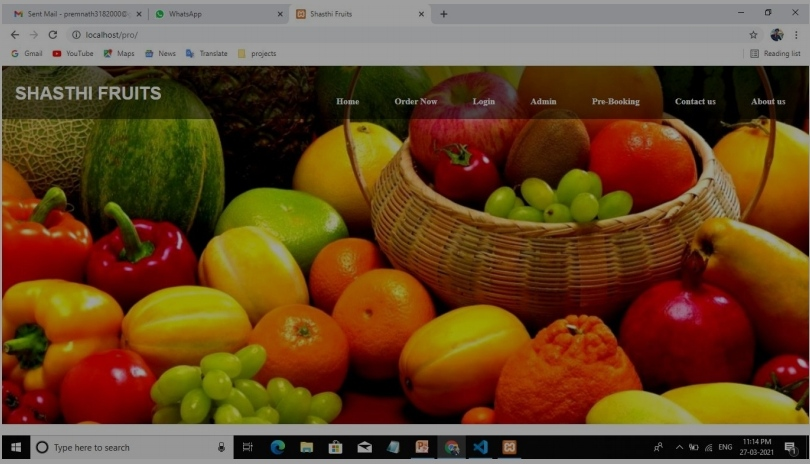 Sent Mail - premnath3182000@
WhatsApp
Shasthi Fruits
localhost/pro/
Gmail YouTube Maps News Translate projects Reading list
SHASTHI FRUITS
Home Order Now Login Admin Pre-Booking Contact us About us
Type here to search
ENG
11:14 PM
27-03-2021